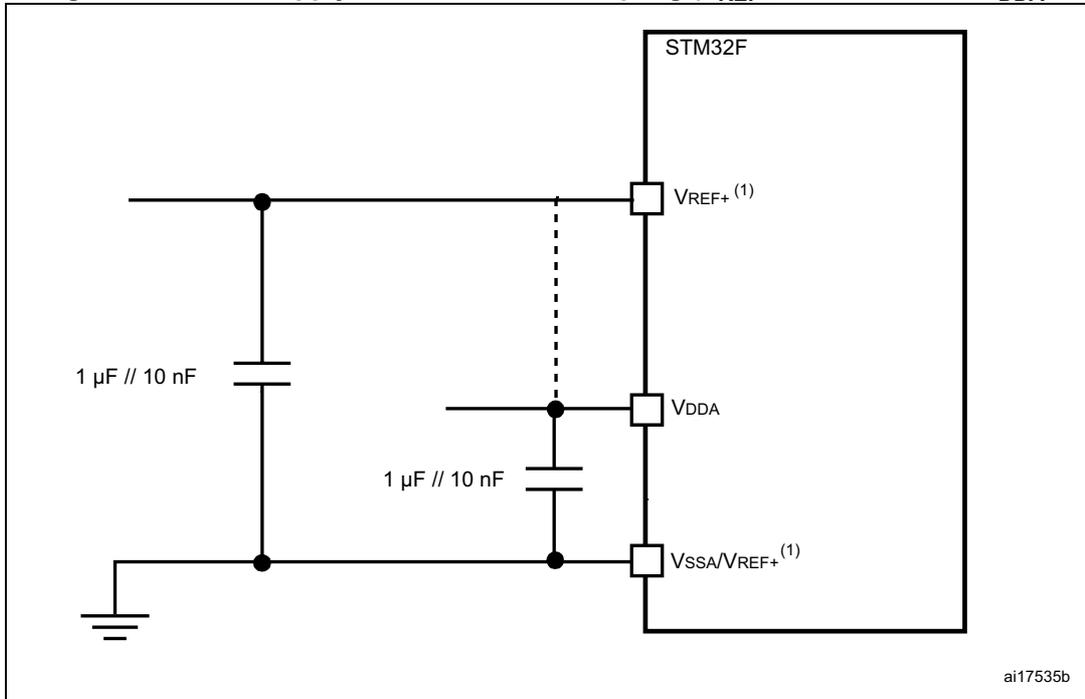 STM32F
VREF+ (1)
1 µF // 10 nF
VDDA
1 µF // 10 nF
VSSA/VREF+ (1)
ai17535b